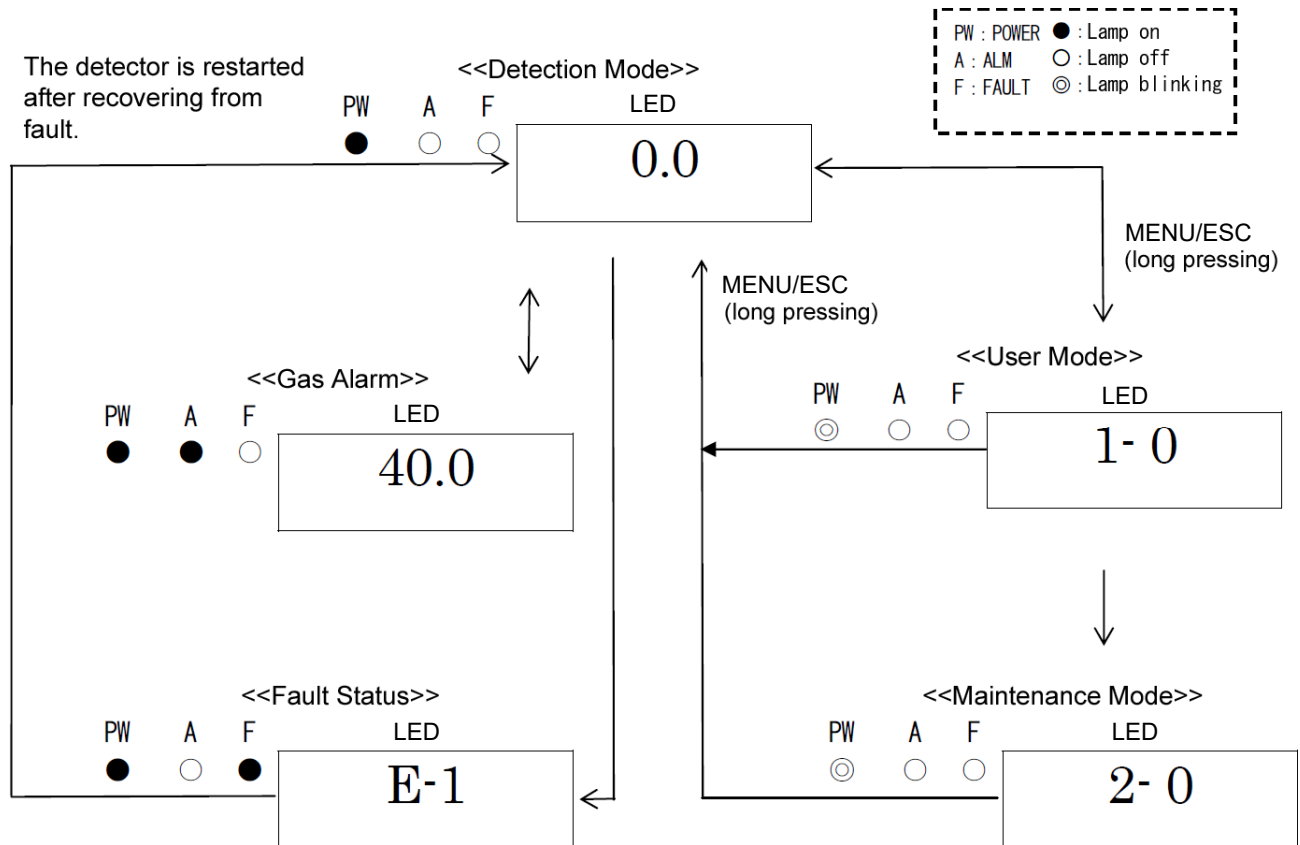 PW : POWER ● : Lamp on
A : ALM ○ : Lamp off
F : FAULT ◎ : Lamp blinking
The detector is restarted
after recovering from
fault.
<<Detection Mode>>
PW A F LED
● ○ ○
0.0
MENU/ESC
(long pressing)
MENU/ESC
(long pressing)
<<User Mode>>
PW A F LED
◎ ○ ○
1- 0
<<Gas Alarm>>
PW A F LED
● ● ○
40.0
<<Fault Status>>
PW A F LED
● ○ ●
E-1
<<Maintenance Mode>>
PW A F LED
◎ ○ ○
2- 0